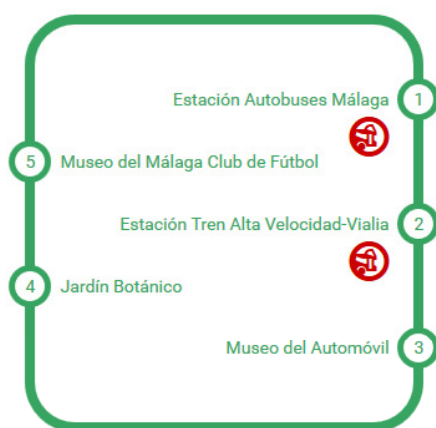 Estación Autobuses Málaga 1
5 Museo del Málaga Club de Fútbol
Estación Tren Alta Velocidad-Vialia 2
4 Jardín Botánico
Museo del Automóvil 3